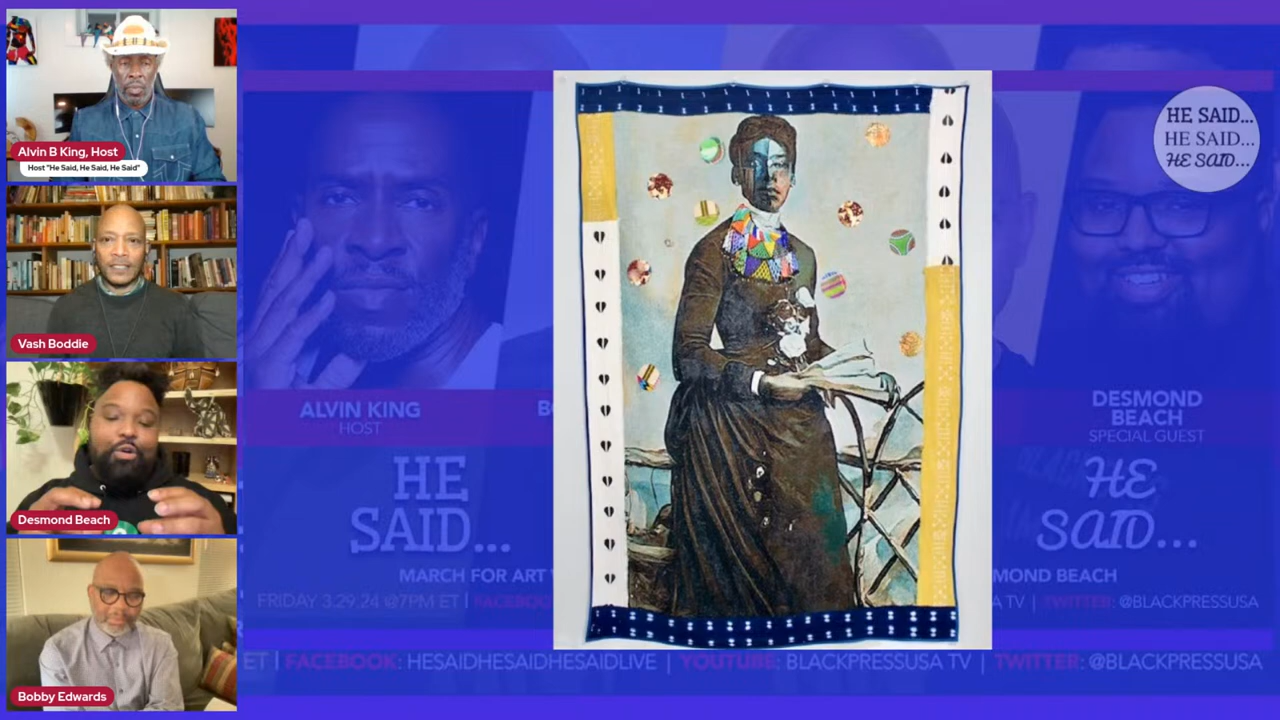 Alvin B King, Host
Host "He Said, He Said, He Said"
Vash Boddie
Desmond Beach
Bobby Edwards
HE SAID...
HE SAID...
HE SAID...
ALVIN KING
HOST
DESMOND
BEACH
SPECIAL GUEST
HE
SAID...
HE
SAID...
MARCH FOR ART
MOND BEACH
FRIDAY 3.29.24 @7PM ET | FACEBOO
A TV | TWITTER: @BLACKPRESSUSA
ET | FACEBOOK: HESAIDHESAIDHESAIDLIVE | YOUTUBE: BLACKPRESSUSA TV | TWITTER: @BLACKPRESSUSA